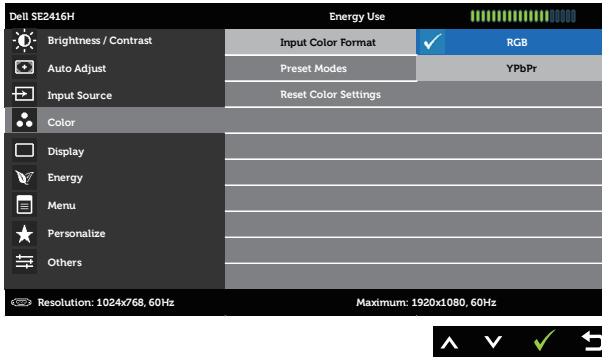 Dell SE2416H Energy Use
Brightness / Contrast Input Color Format RGB
Auto Adjust Preset Modes YPbPr
Input Source Reset Color Settings
Color
Display
Energy
Menu
Personalize
Others
Resolution: 1024x768, 60Hz Maximum: 1920x1080, 60Hz